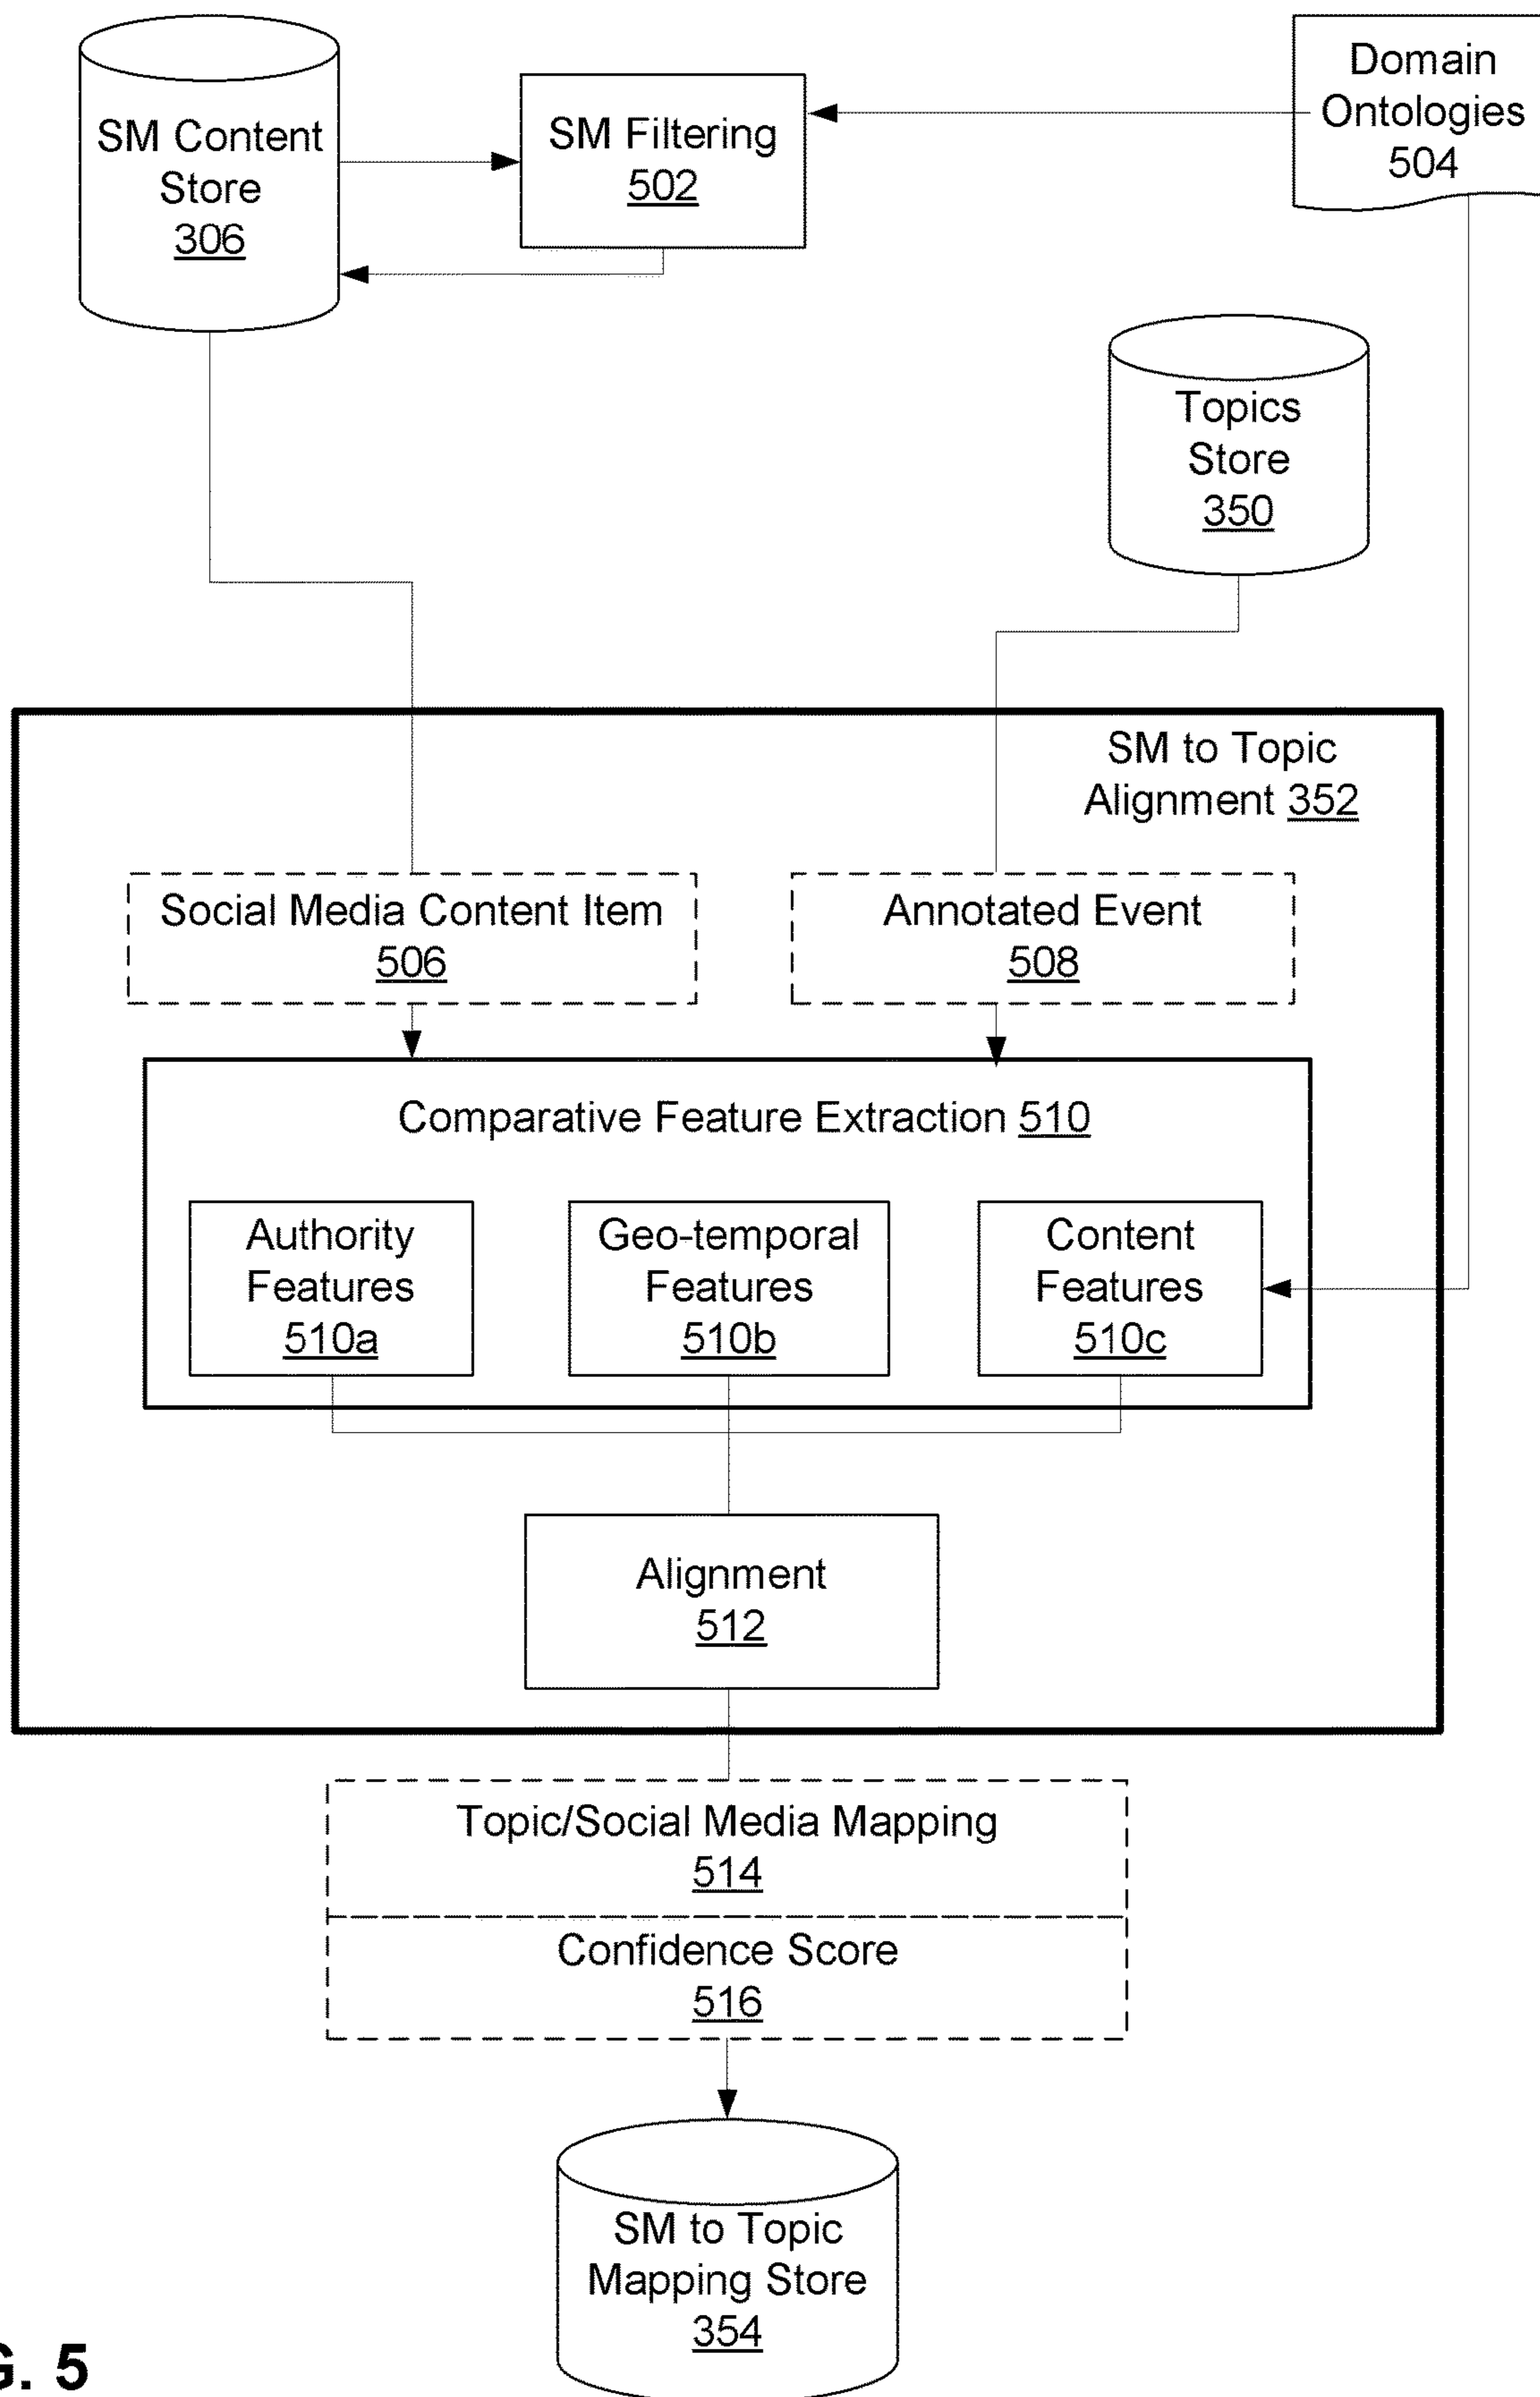 SM Content
Store
306
SM Filtering
502
Domain
Ontologies
504
Topics
Store
350
SM to Topic
Alignment 352
Social Media Content Item
506
Annotated Event
508
Comparative Feature Extraction 510
Authority
Features
510a
Geo-temporal
Features
510b
Content
Features
510c
Alignment
512
Topic/Social Media Mapping
514
Confidence Score
516
SM to Topic
Mapping Store
354
G. 5